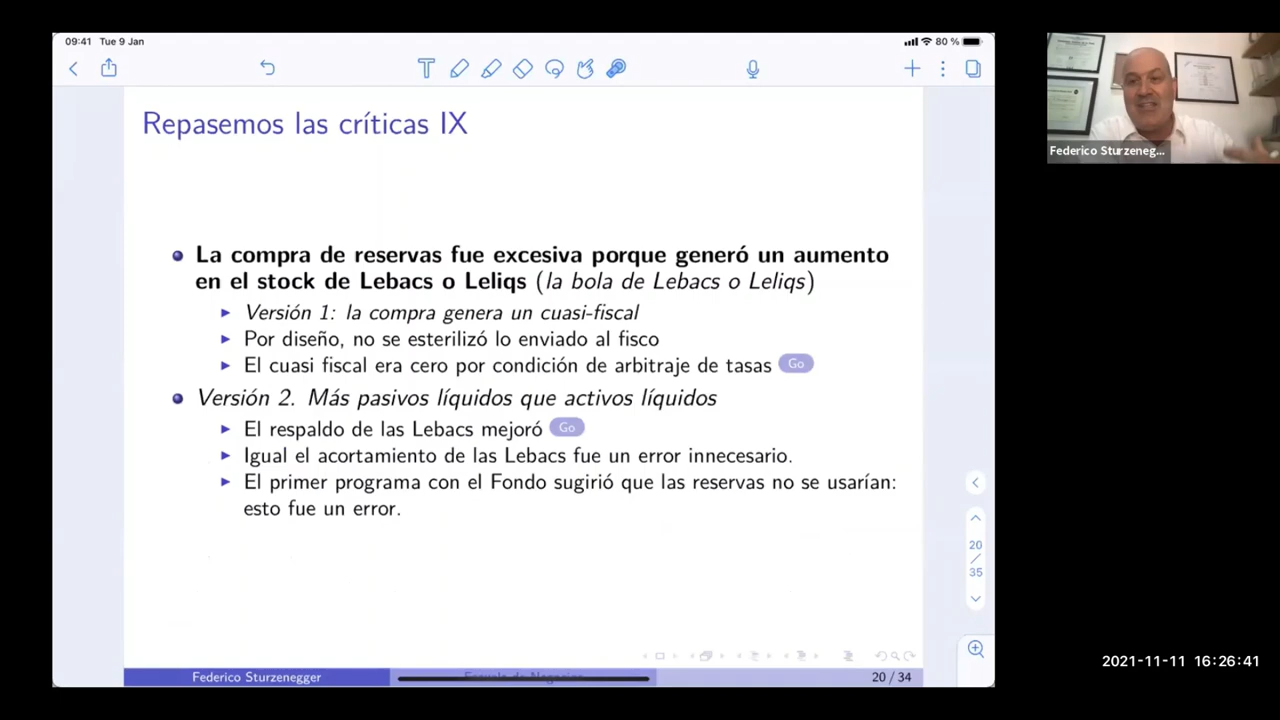 09:41 Tue 9 Jan
80 %
Repasemos las críticas IX
La compra de reservas fue excesiva porque generó un aumento
en el stock de Lebacs o Leliqs (la bola de Lebacs o Leliqs)
Versión 1: la compra genera un cuasi-fiscal
Por diseño, no se esterilizó lo enviado al fisco
El cuasi fiscal era cero por condición de arbitraje de tasas Go
Versión 2. Más pasivos líquidos que activos líquidos
El respaldo de las Lebacs mejoró Go
Igual el acortamiento de las Lebacs fue un error innecesario.
El primer programa con el Fondo sugirió que las reservas no se usarían:
esto fue un error.
20
/
35
Federico Sturzenegger
Escuela de Negocios
20 / 34
Federico Sturzeneg...
2021-11-11 16:26:41